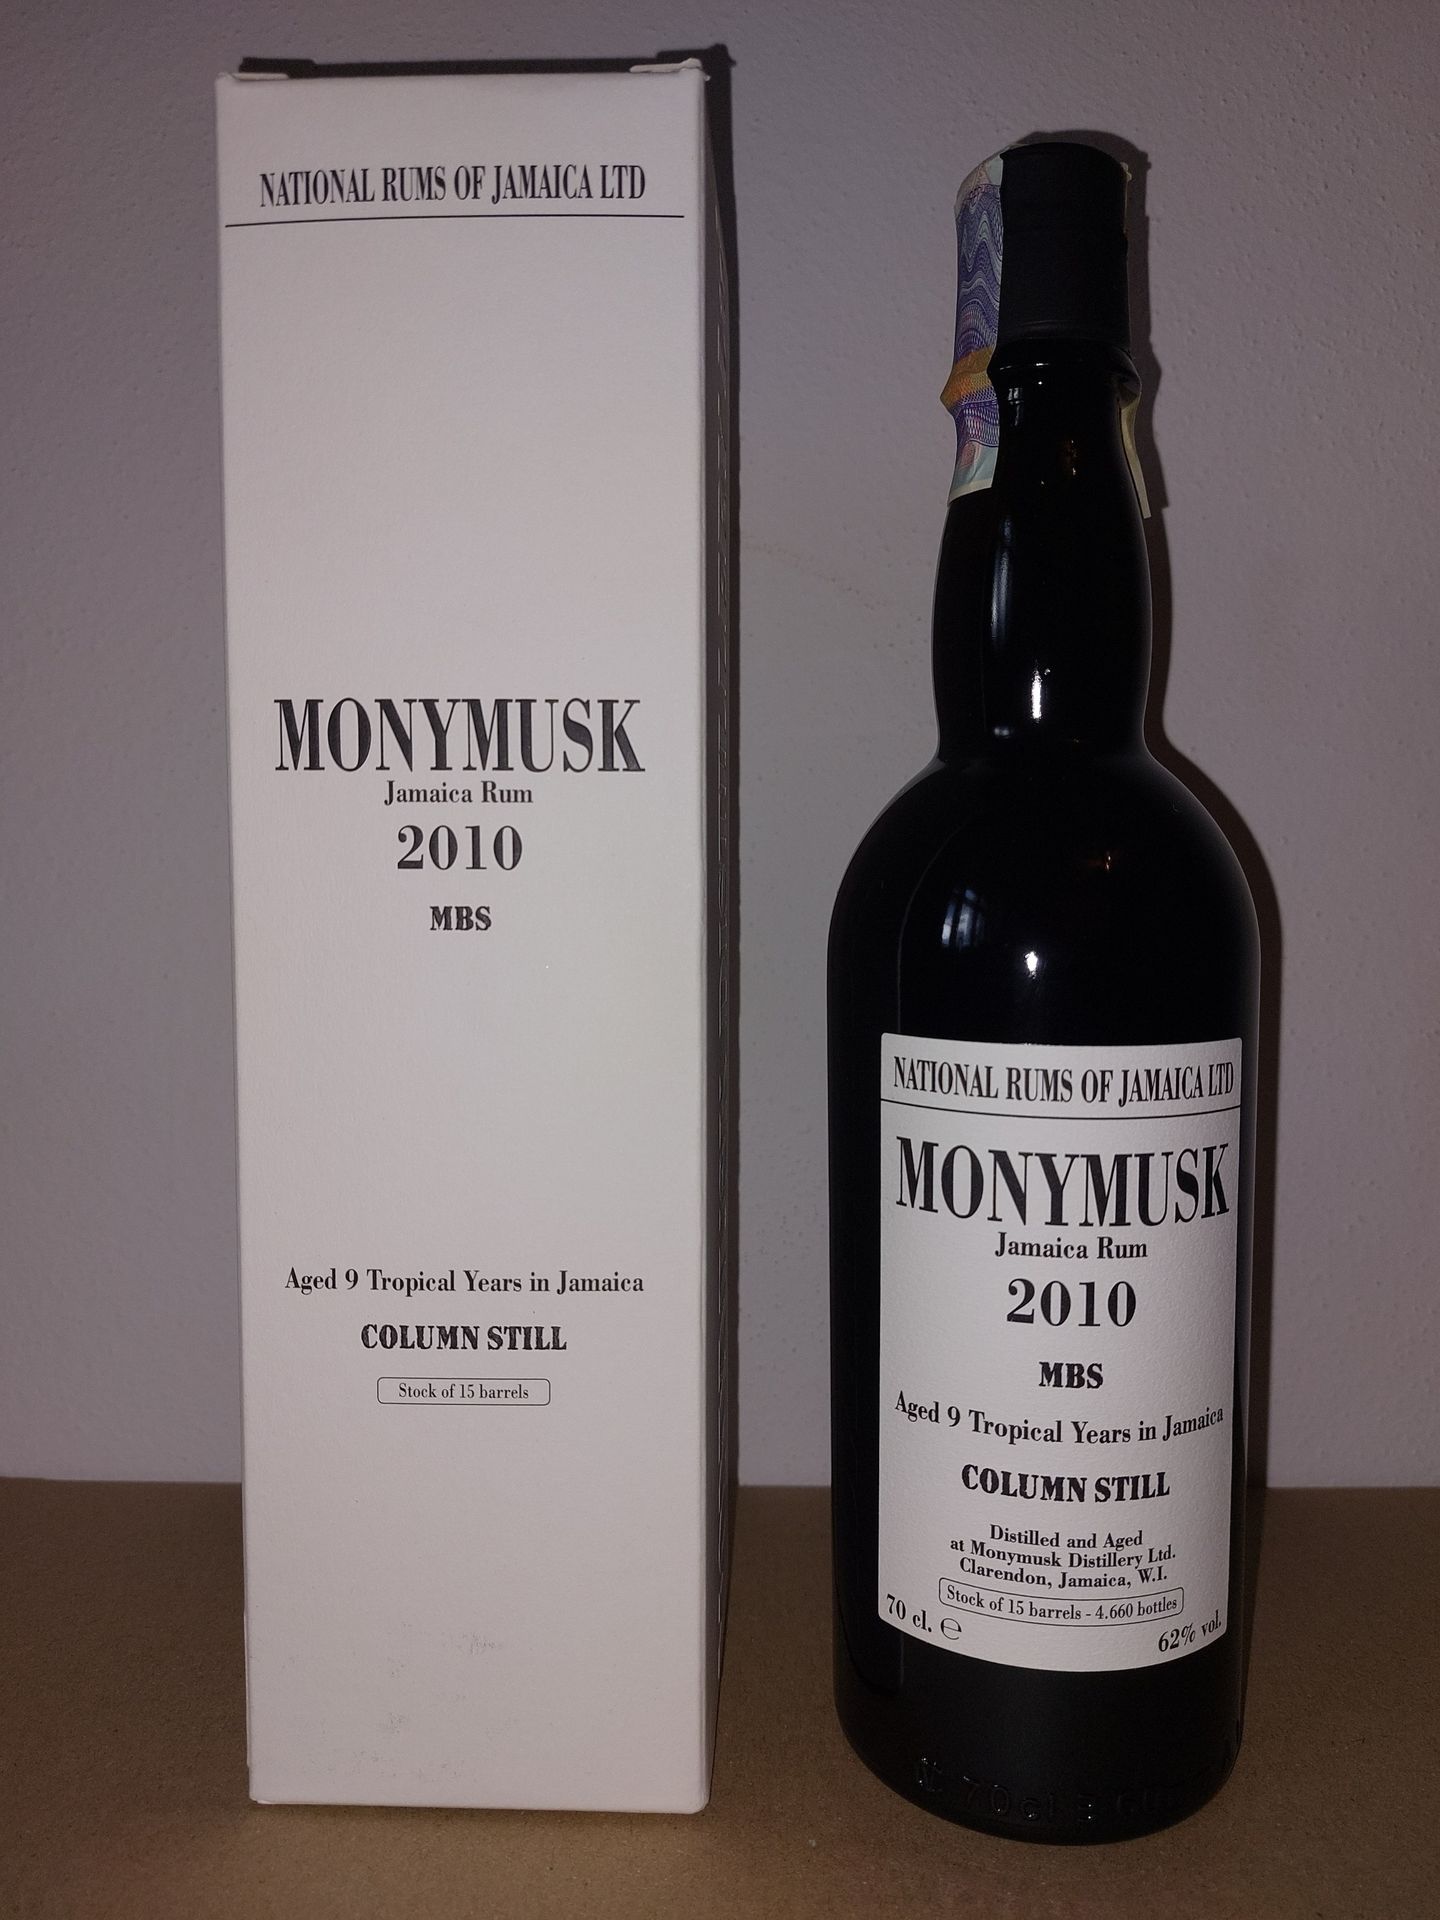 NATIONAL RUMS OF JAMAICA LTD
MONYMUSK
Jamaica Rum
2010
MBS
Aged 9 Tropical Years in Jamaica
COLUMN STILL
Stock of 15 barrels
NATIONAL RUMS OF JAMAICA LTD
MONYMUSK
Jamaica Rum
2010
MBS
Aged 9 Tropical Years in Jamaica
COLUMN STILL
Distilled and Aged
at Monymusk Distillery Ltd.
Clarendon, Jamaica, W.I.
Stock of 15 barrels - 4.660 bottles
70 cl. ℮
62% vol.
70cl